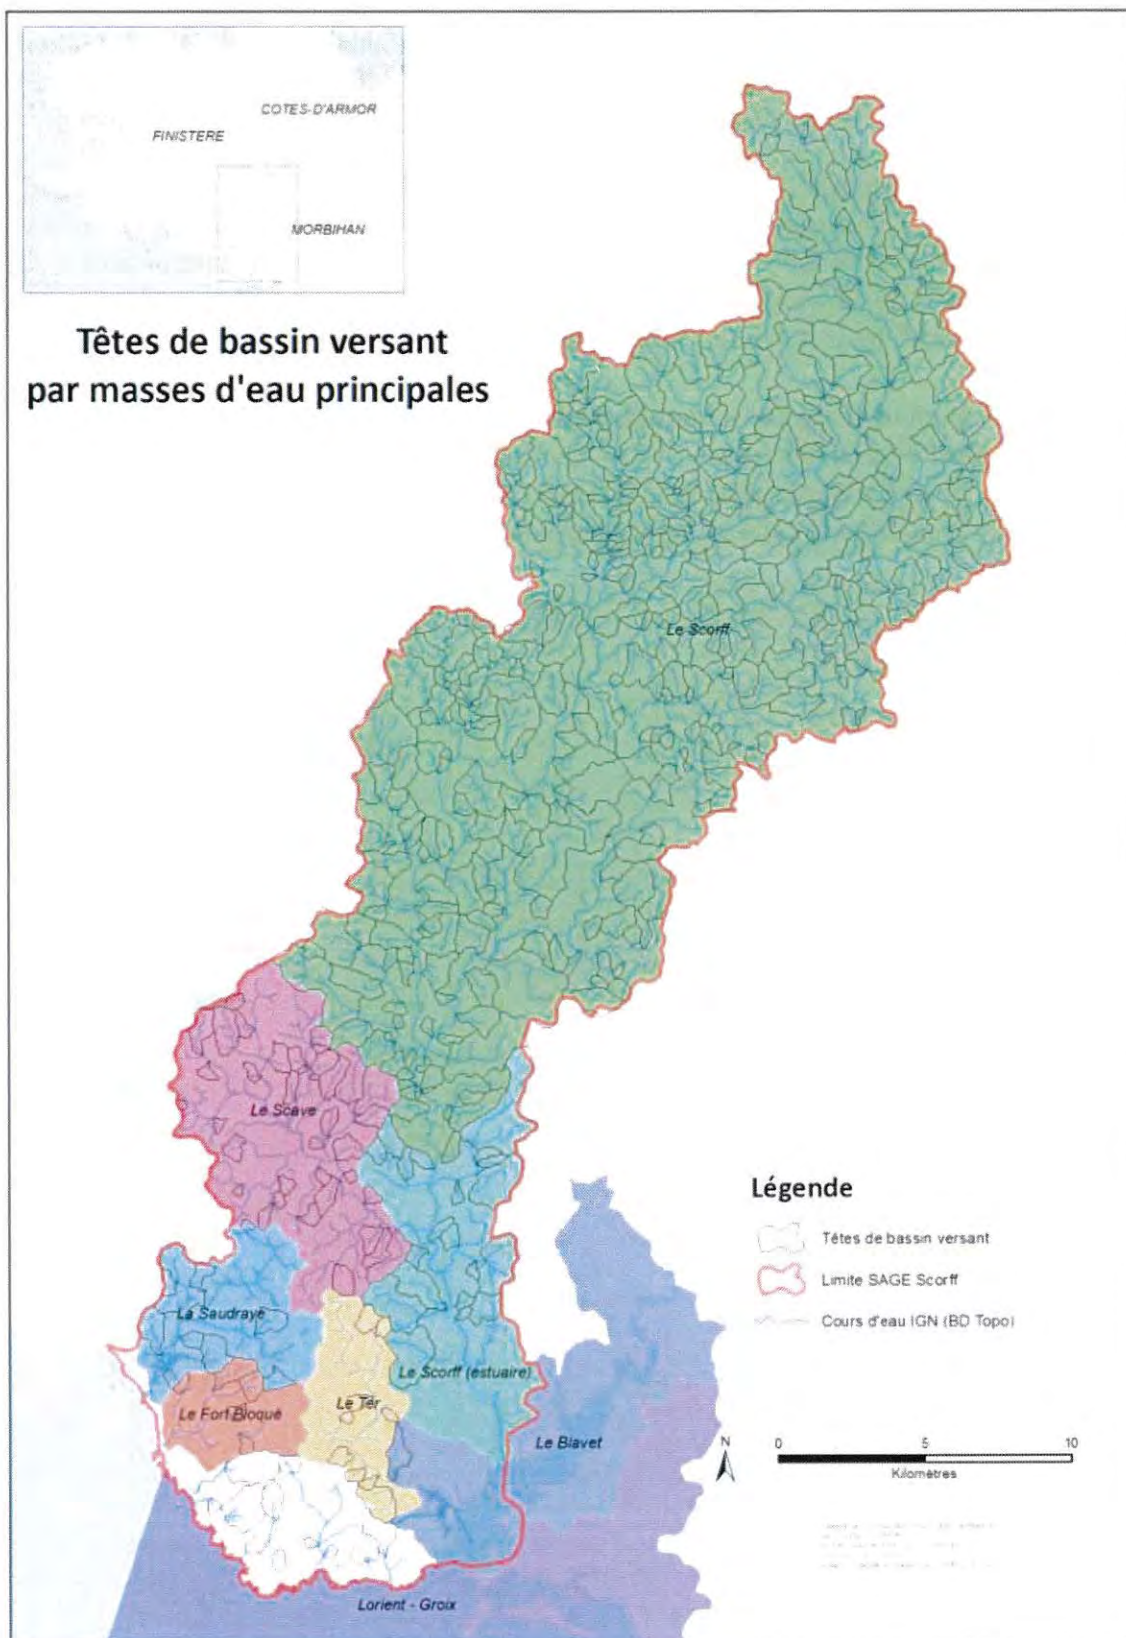 COTES-D'ARMOR
FINISTERE
MORBIHAN
Têtes de bassin versant
par masses d'eau principales
Le Scorff
Le Scave
Légende
Têtes de bassin versant
Limite SAGE Scorff
Cours d'eau IGN (BD Topo)
La Saudraye
Le Scorff (estuaire)
Le Fort Bloqué
Le Ter
Le Blavet
N
0 5 10
Kilomètres
Lorient - Groix